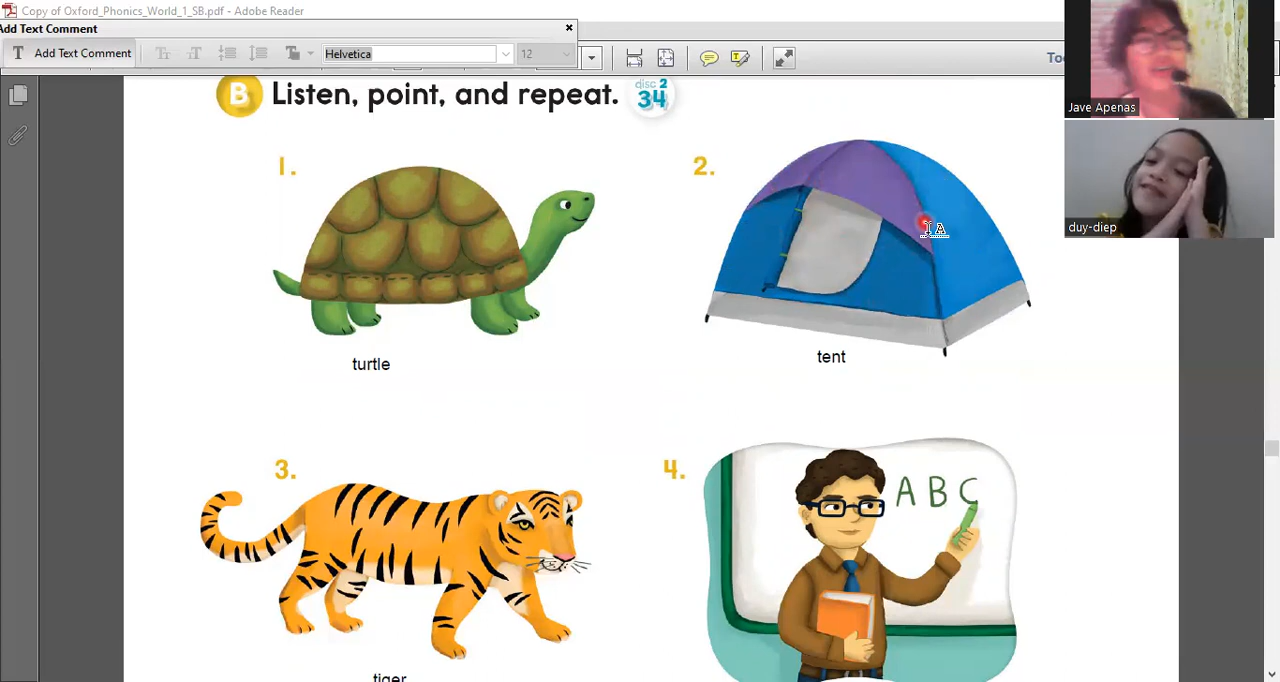 Copy of Oxford_Phonics_World_1_SB.pdf - Adobe Reader
Add Text Comment
T Add Text Comment Helvetica 12
Too
B Listen, point, and repeat. disc 2 34
1. 2.
turtle tent
3. 4.
A B C
tiger
Jave Apenas
duy-diep